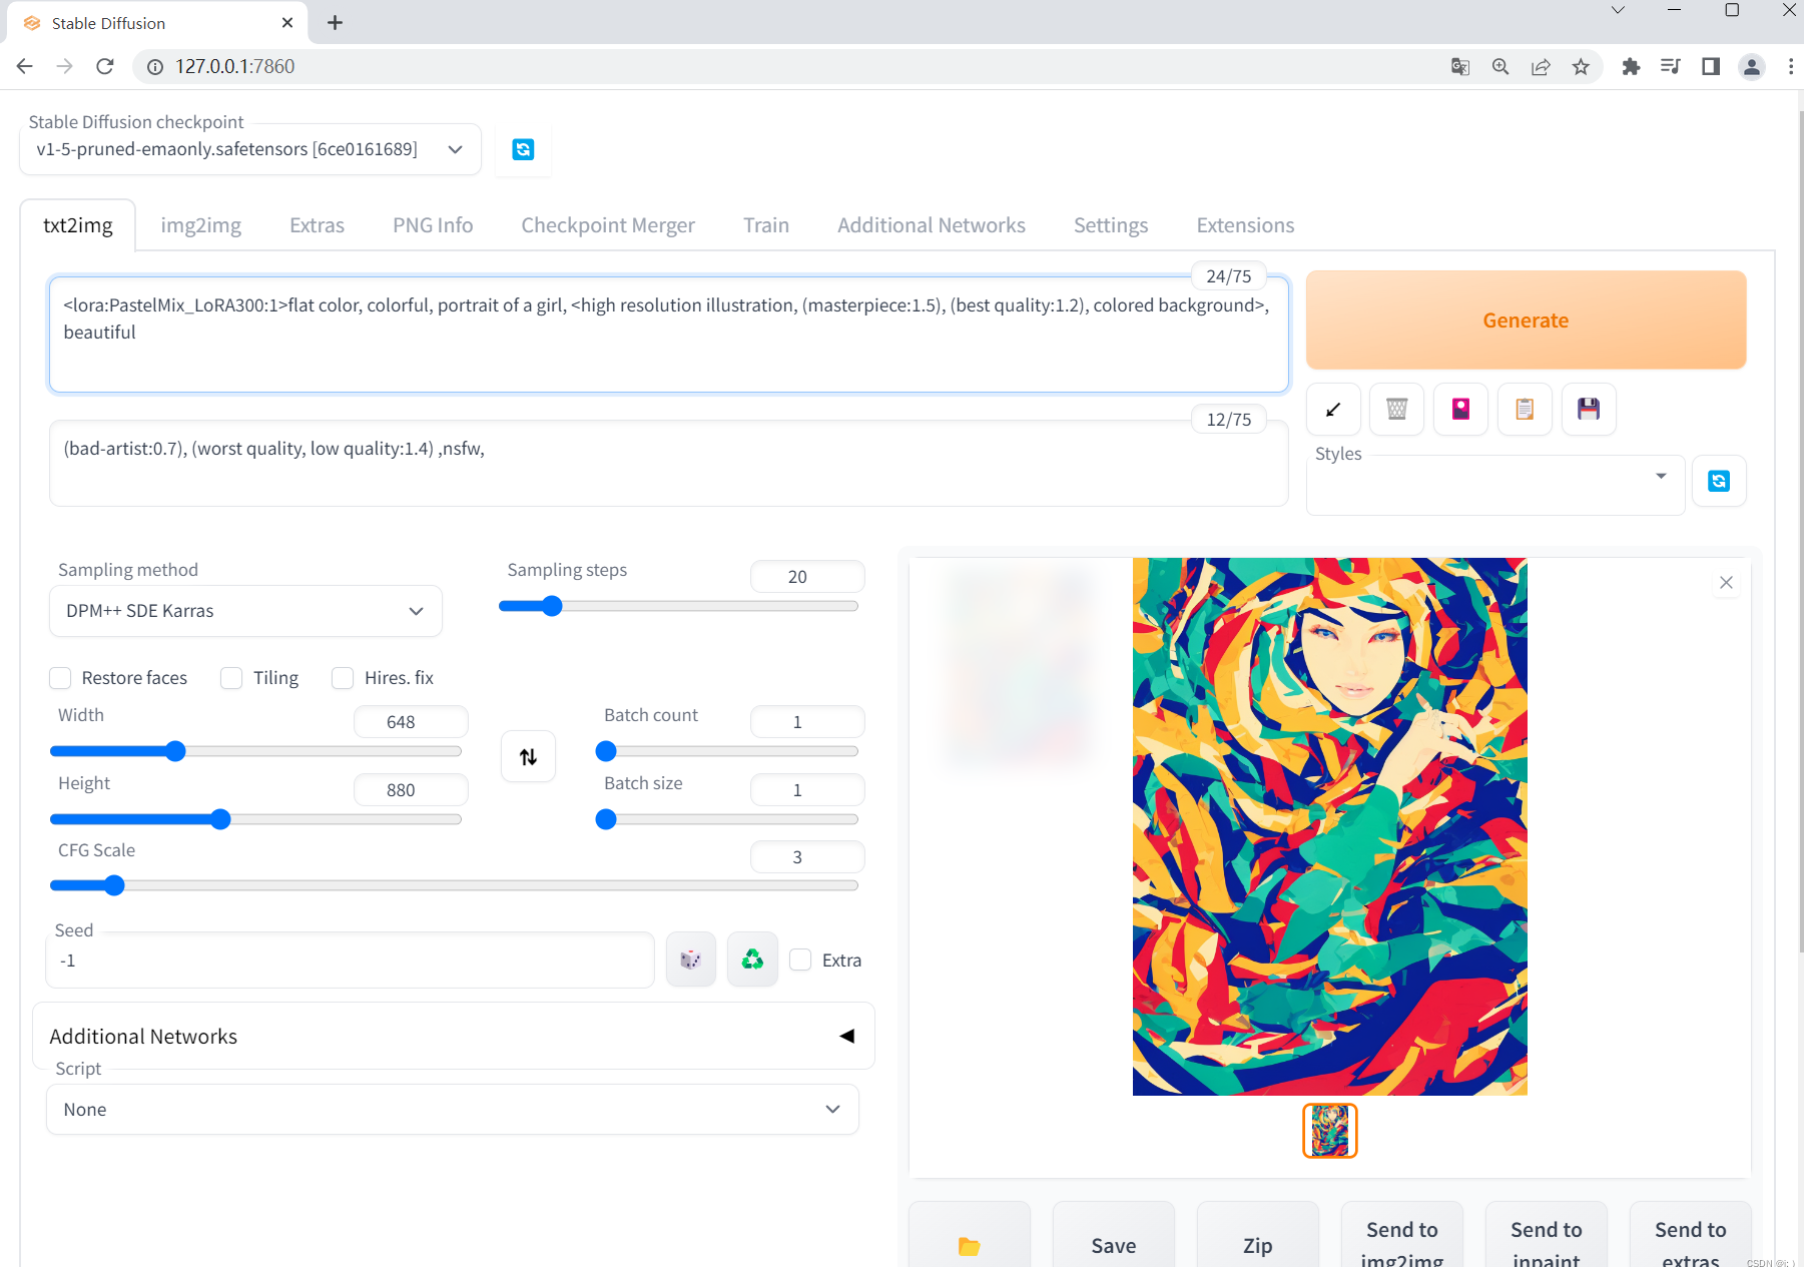 Stable Diffusion
127.0.0.1:7860
Stable Diffusion checkpoint
v1-5-pruned-emaonly.safetensors [6ce0161689]
txt2img img2img Extras PNG Info Checkpoint Merger Train Additional Networks Settings Extensions
24/75
<lora:PastelMix_LoRA300:1>flat color, colorful, portrait of a girl, <high resolution illustration, (masterpiece:1.5), (best quality:1.2), colored background>,
beautiful
Generate
12/75
(bad-artist:0.7), (worst quality, low quality:1.4) ,nsfw,
Styles
Sampling method
DPM++ SDE Karras
Sampling steps
20
Restore faces Tiling Hires. fix
Width
648
Batch count
1
Height
880
Batch size
1
CFG Scale
3
Seed
-1
Extra
Additional Networks
Script
None
Save
Zip
Send to
img2img
Send to
inpaint
Send to
extras